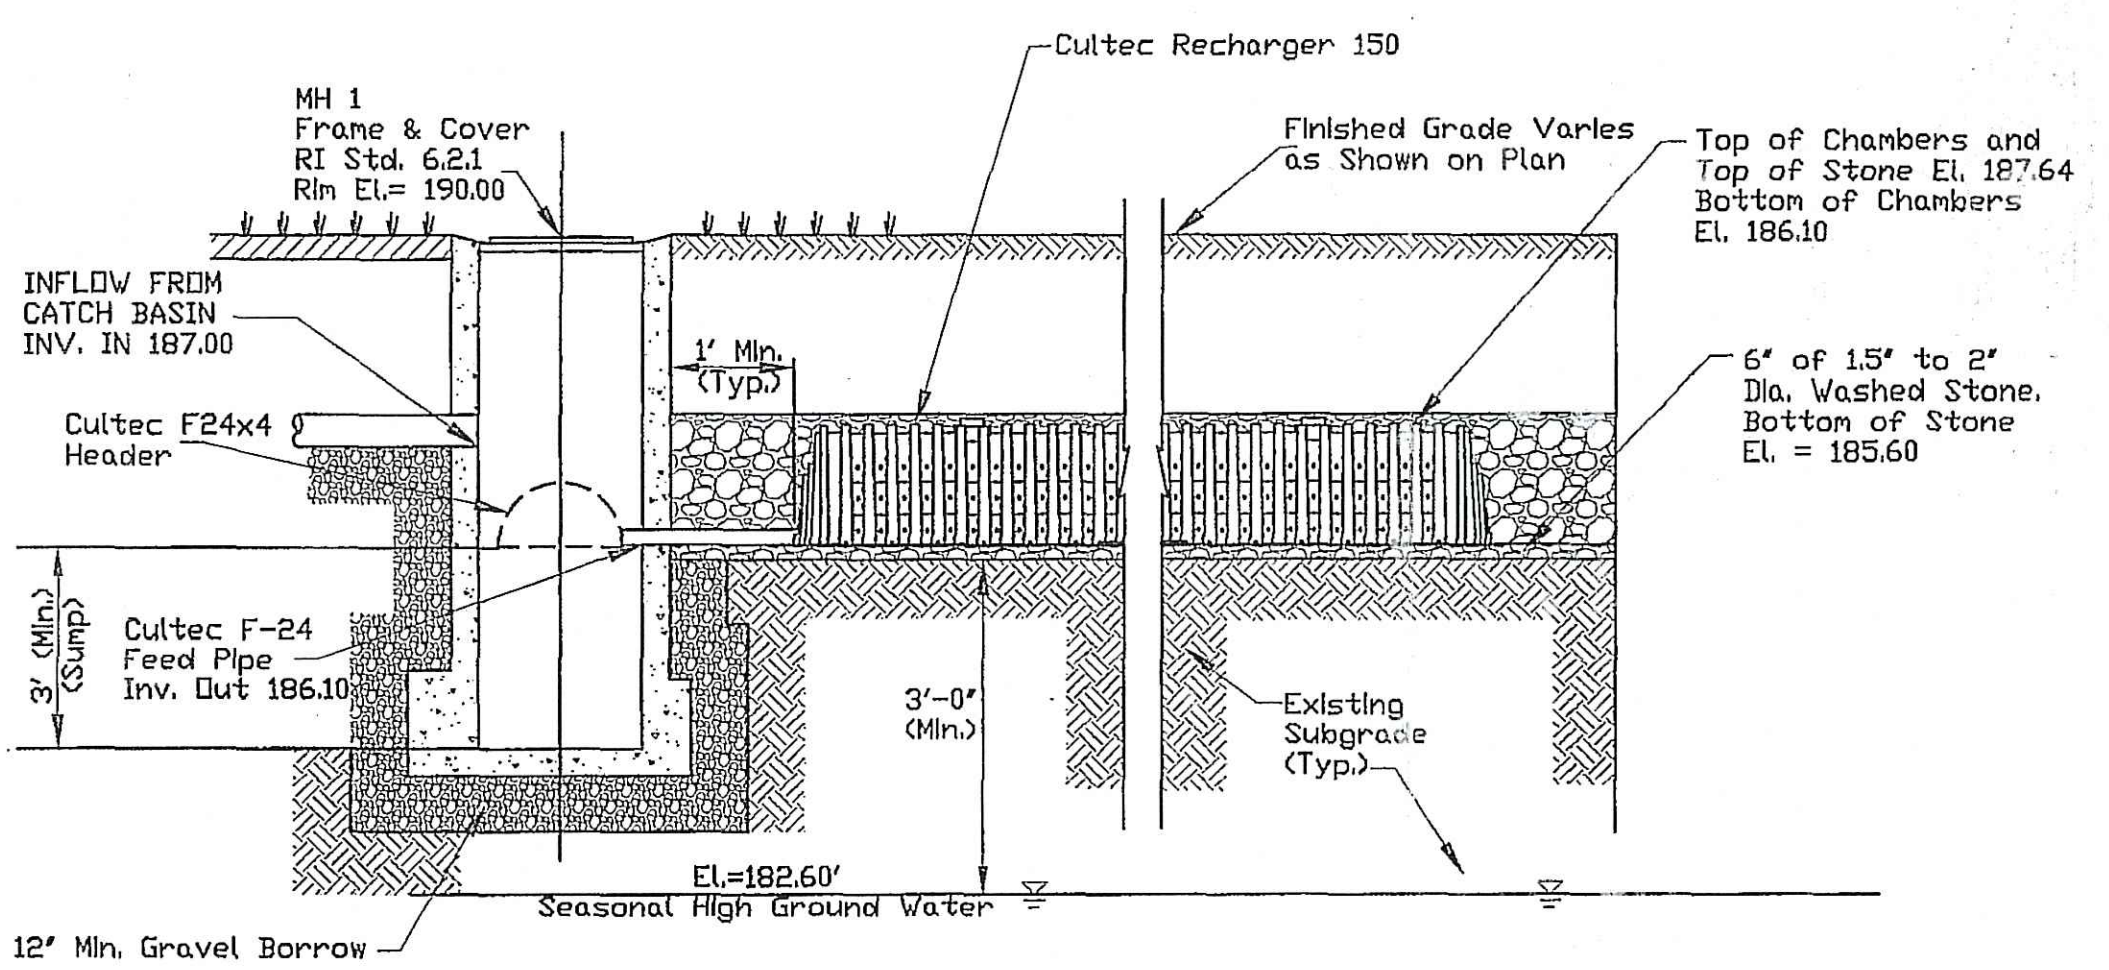 Cultec Recharger 150
MH 1
Frame & Cover
RI Std. 6.2.1
Rim El.= 190.00
Finished Grade Varies
as Shown on Plan
Top of Chambers and
Top of Stone El. 187.64
Bottom of Chambers
El. 186.10
INFLOW FROM
CATCH BASIN
INV. IN 187.00
1' Min.
(Typ.)
6" of 1.5" to 2"
Dia. Washed Stone.
Bottom of Stone
El. = 185.60
Cultec F24x4
Header
3' (Min.)
(Sump)
Cultec F-24
Feed Pipe
Inv. Out 186.10
3'-0"
(Min.)
Existing
Subgrade
(Typ.)
El.=182.60'
Seasonal High Ground Water
12" Min. Gravel Borrow